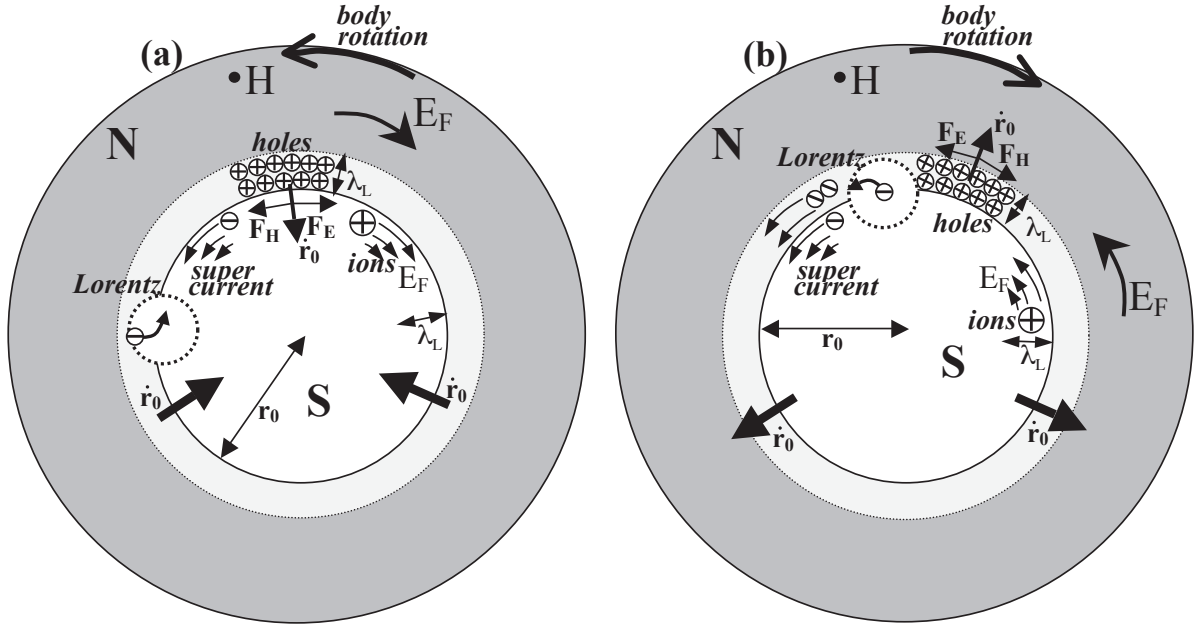 (a)
body
rotation
H
E_F
N
holes
λ_L
F_H
F_E
ṙ₀
super
current
ions
E_F
Lorentz
λ_L
ṙ₀
ṙ₀
r₀
S
(b)
body
rotation
H
N
F_E
ṙ₀
F_H
Lorentz
holes
λ_L
super
current
E_F
E_F
ions
r₀
λ_L
S
ṙ₀
ṙ₀